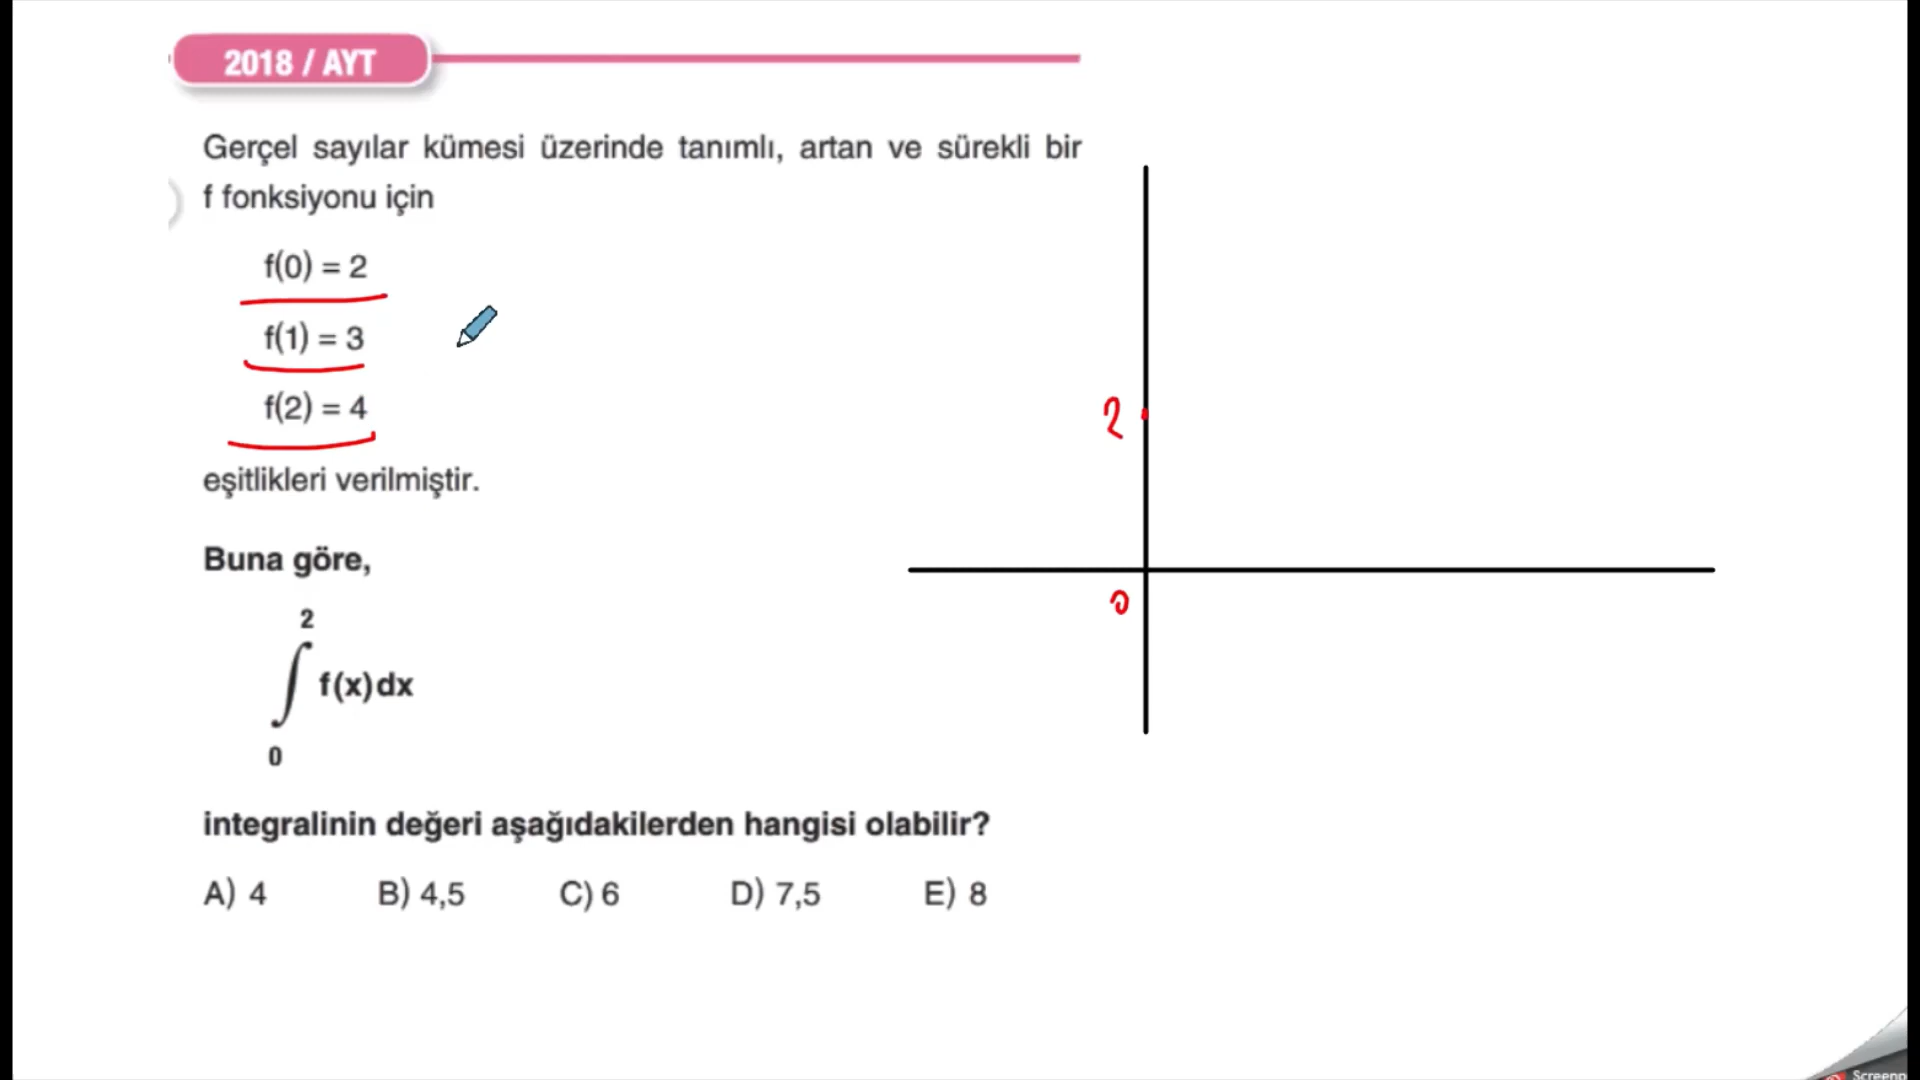 2018 / AYT
Gerçel sayılar kümesi üzerinde tanımlı, artan ve sürekli bir
f fonksiyonu için
f(0) = 2
f(1) = 3
f(2) = 4
eşitlikleri verilmiştir.
Buna göre,
2
∫ f(x)dx
0
integralinin değeri aşağıdakilerden hangisi olabilir?
A) 4 B) 4,5 C) 6 D) 7,5 E) 8
2
0